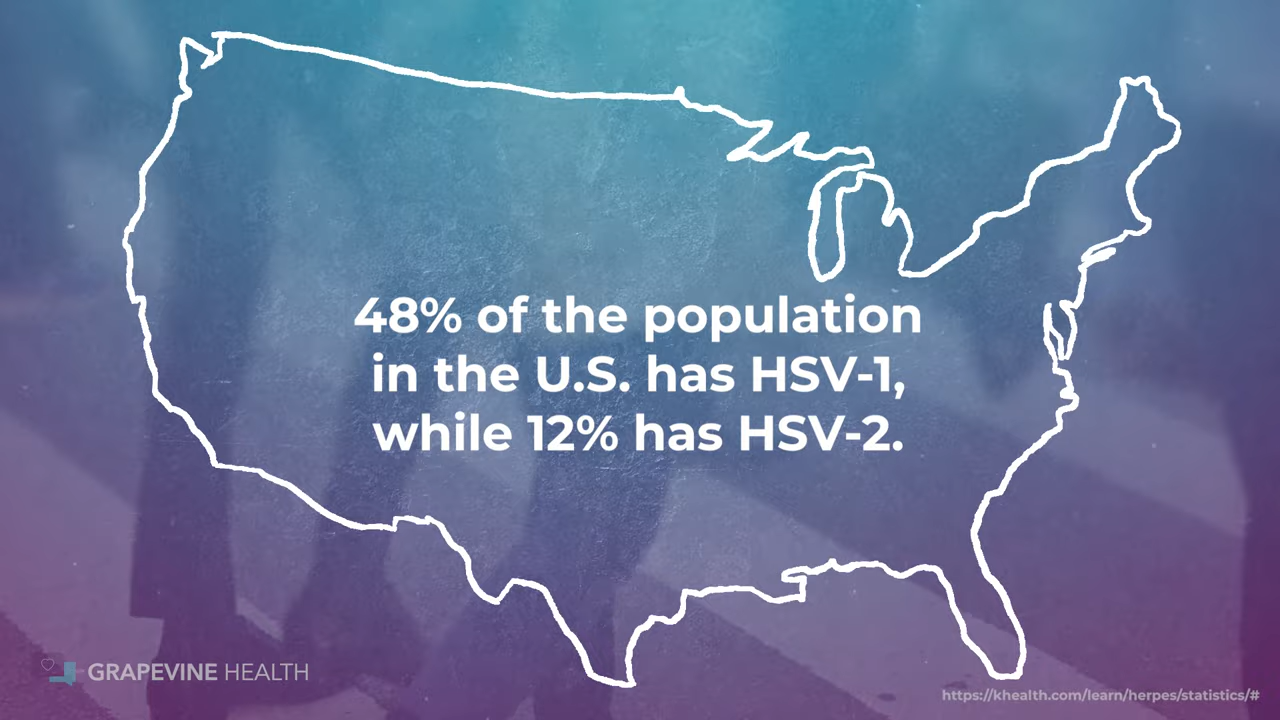 48% of the population
in the U.S. has HSV-1,
while 12% has HSV-2.
GRAPEVINE HEALTH
https://khealth.com/learn/herpes/statistics/#